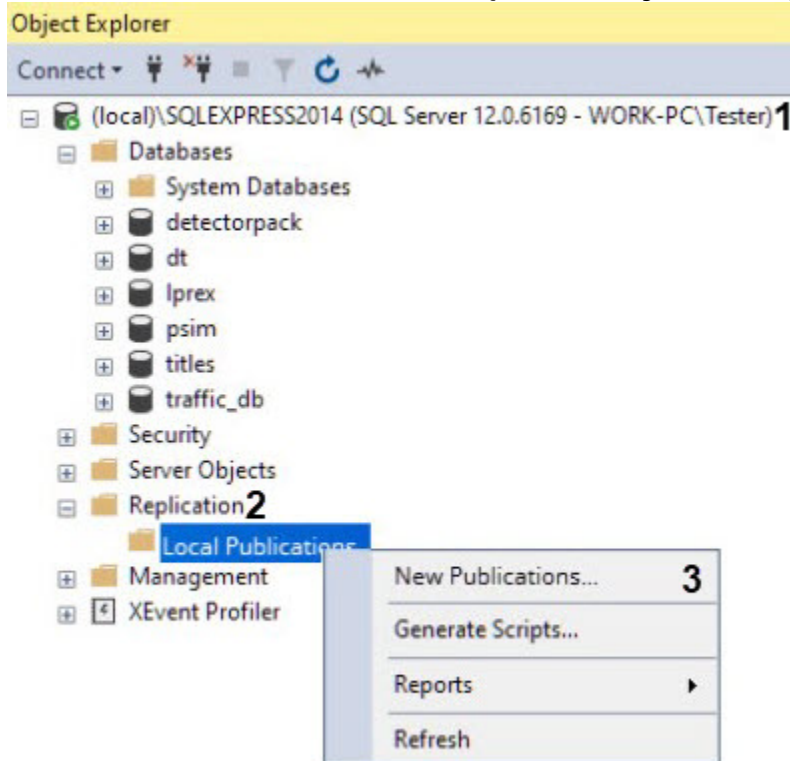 Object Explorer
Connect
(local)\SQLEXPRESS2014 (SQL Server 12.0.6169 - WORK-PC\Tester) 1
Databases
System Databases
detectorpack
dt
lprex
psim
titles
traffic_db
Security
Server Objects
Replication 2
Local Publications
Management
XEvent Profiler
New Publications... 3
Generate Scripts...
Reports
Refresh